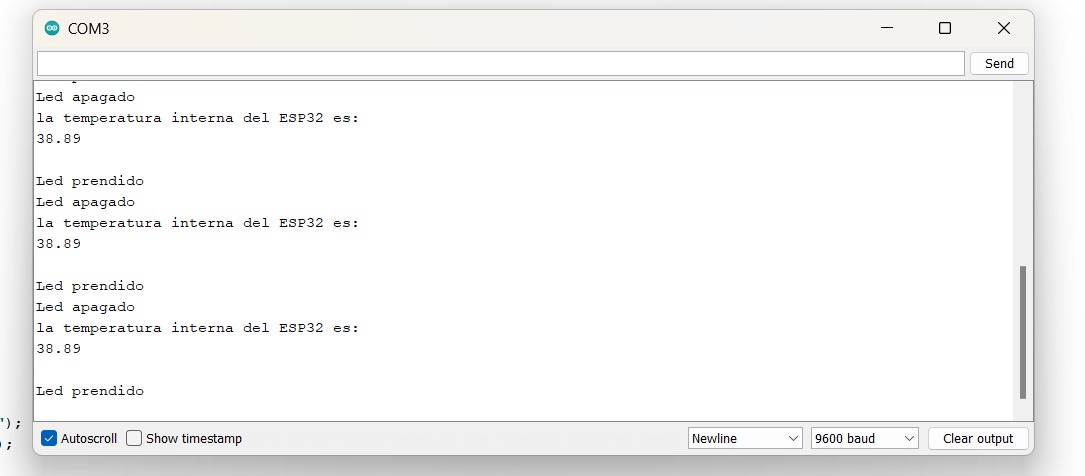 COM3
Send
Led apagado
la temperatura interna del ESP32 es:
38.89
Led prendido
Led apagado
la temperatura interna del ESP32 es:
38.89
Led prendido
Led apagado
la temperatura interna del ESP32 es:
38.89
Led prendido
");
);
Autoscroll Show timestamp Newline 9600 baud Clear output